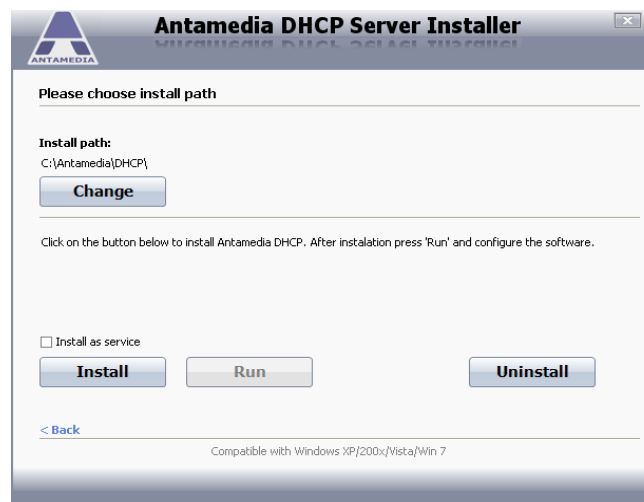 Antamedia DHCP Server Installer
ANTAMEDIA
Please choose install path
Install path:
C:\Antamedia\DHCP\
Change
Click on the button below to install Antamedia DHCP. After instalation press 'Run' and configure the software.
Install as service
Install
Run
Uninstall
< Back
Compatible with Windows XP/200x/Vista/Win 7